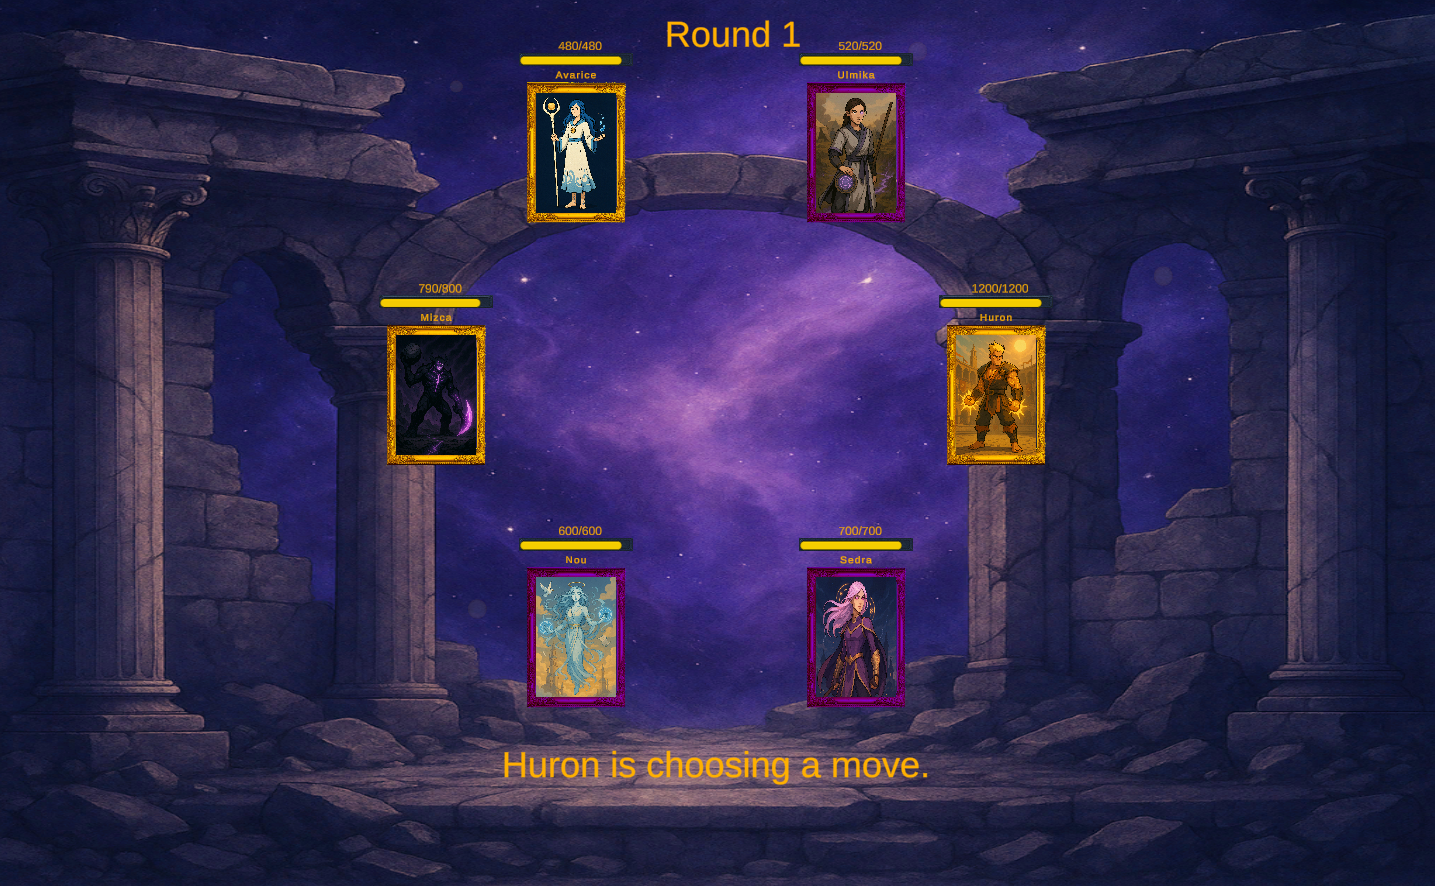 Round 1
480/480
520/520
Avarice
Ulmika
790/800
1200/1200
Mizca
Huron
600/600
700/700
Nou
Sedra
Huron is choosing a move.